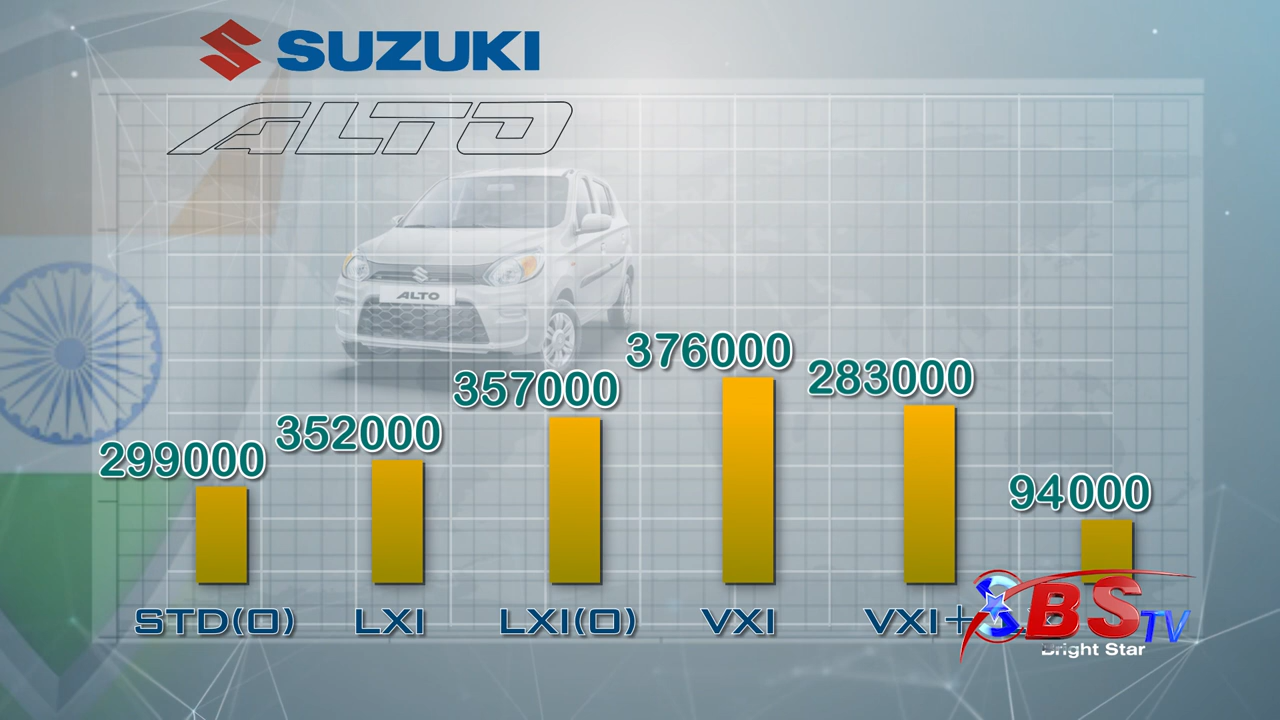 SUZUKI
ALTO
ALTO
376000
283000
357000
352000
299000
94000
STD(O) LXI LXI(O) VXI VXI+
BS TV
Bright Star